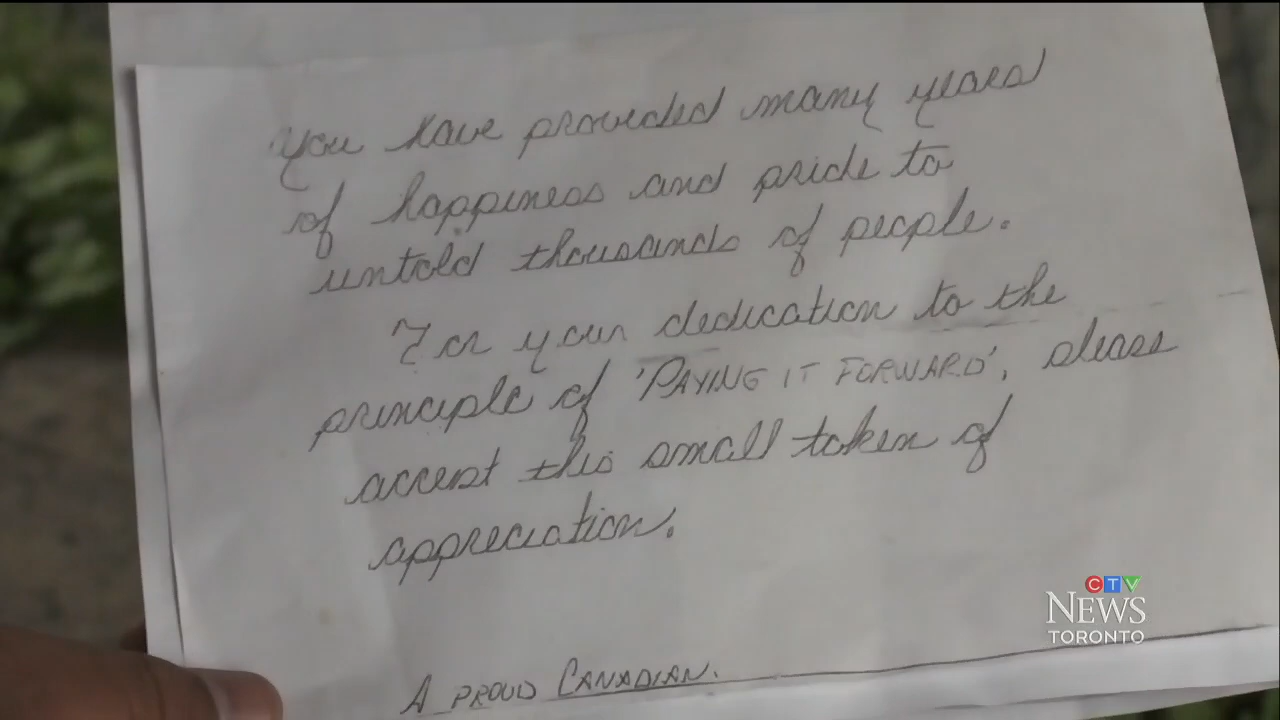 you have provided many years
of happiness and pride to
untold thousands of people.
For your dedication to the
principle of 'PAYING IT FORWARD', please
accept this small token of
appreciation.
A PROUD CANADIAN.
CTV
NEWS
TORONTO